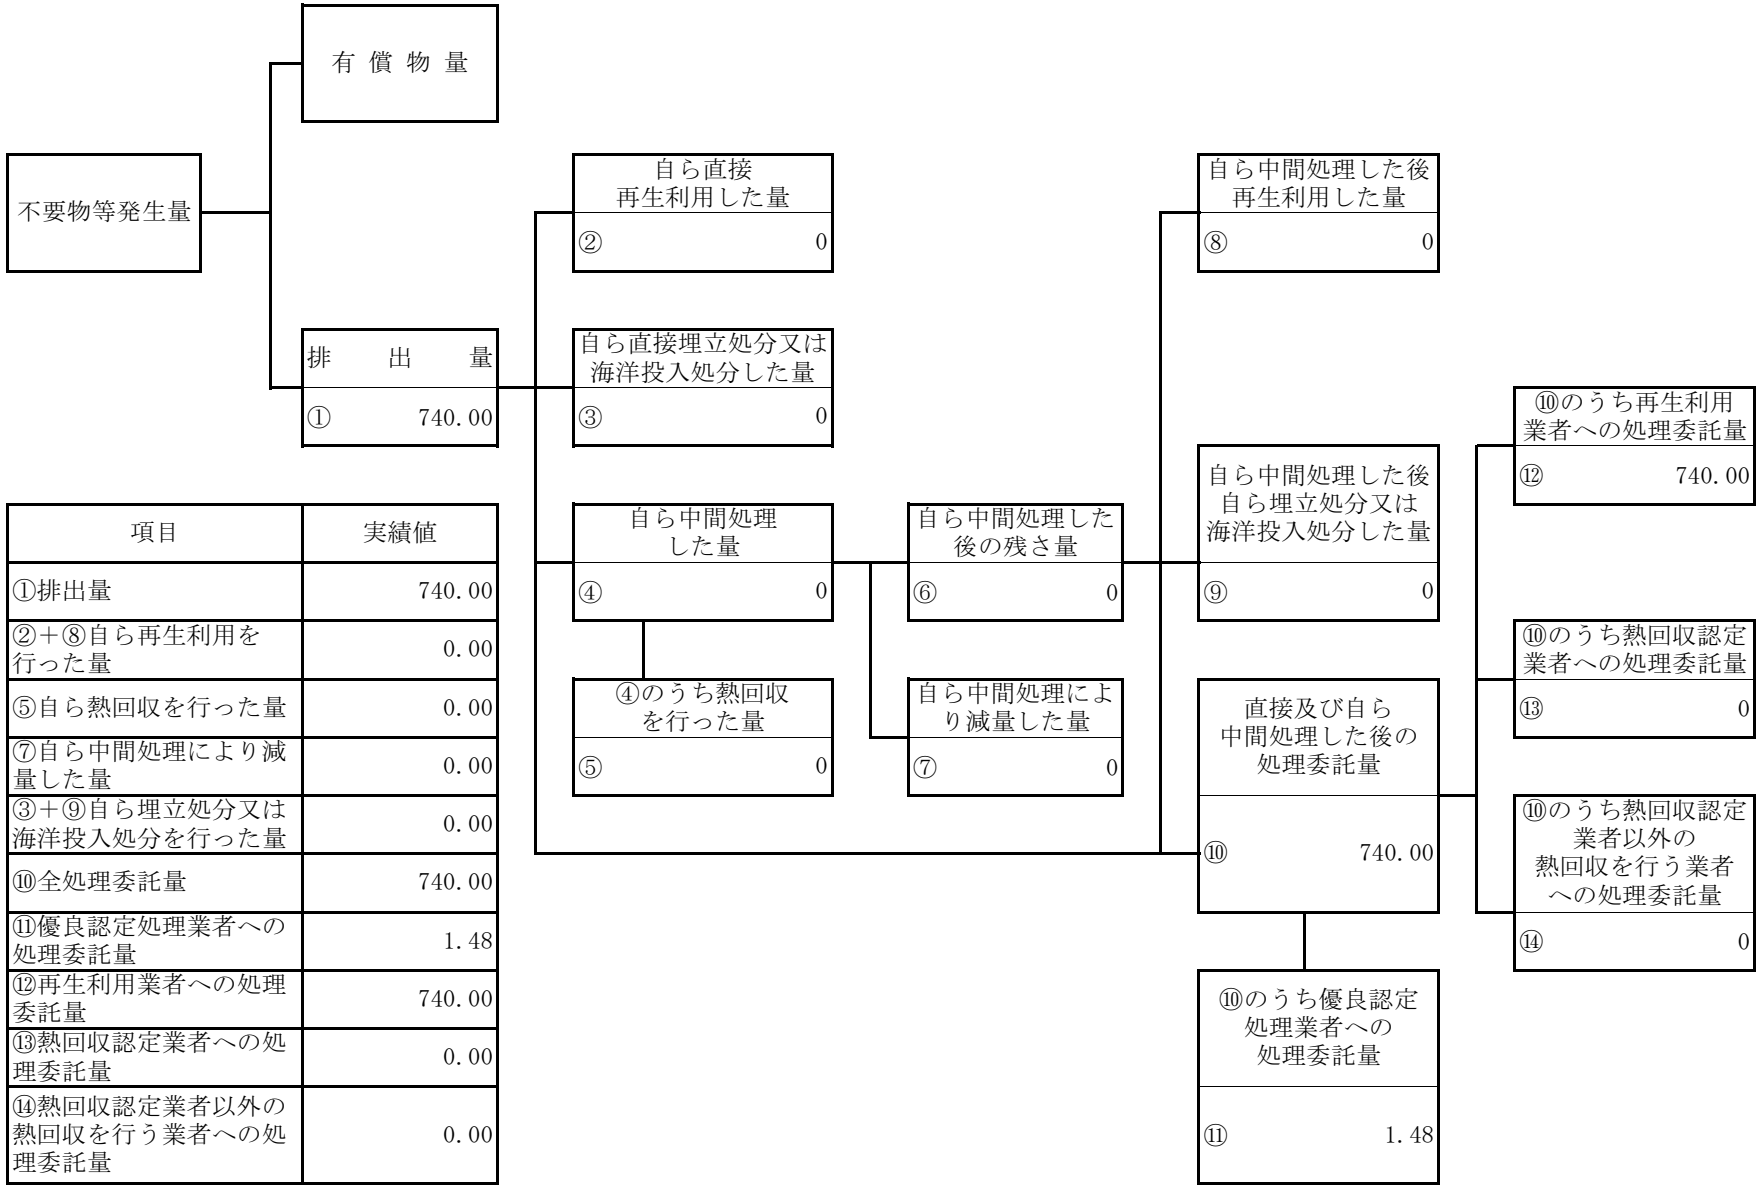 有償物量
不要物等発生量
自ら直接
再生利用した量
② 0
自ら中間処理した後
再生利用した量
⑧ 0
排出量
① 740.00
自ら直接埋立処分又は
海洋投入処分した量
③ 0
⑩のうち再生利用
業者への処理委託量
⑫ 740.00
自ら中間処理した後
自ら埋立処分又は
海洋投入処分した量
⑨ 0
自ら中間処理
した量
④ 0
自ら中間処理した
後の残さ量
⑥ 0
⑩のうち熱回収認定
業者への処理委託量
⑬ 0
④のうち熱回収
を行った量
⑤ 0
自ら中間処理によ
り減量した量
⑦ 0
直接及び自ら
中間処理した後の
処理委託量
⑩ 740.00
⑩のうち熱回収認定
業者以外の
熱回収を行う業者
への処理委託量
⑭ 0
⑩のうち優良認定
処理業者への
処理委託量
⑪ 1.48
項目 実績値
①排出量 740.00
②＋⑧自ら再生利用を
行った量 0.00
⑤自ら熱回収を行った量 0.00
⑦自ら中間処理により減
量した量 0.00
③＋⑨自ら埋立処分又は
海洋投入処分を行った量 0.00
⑩全処理委託量 740.00
⑪優良認定処理業者への
処理委託量 1.48
⑫再生利用業者への処理
委託量 740.00
⑬熱回収認定業者への処
理委託量 0.00
⑭熱回収認定業者以外の
熱回収を行う業者への処
理委託量 0.00